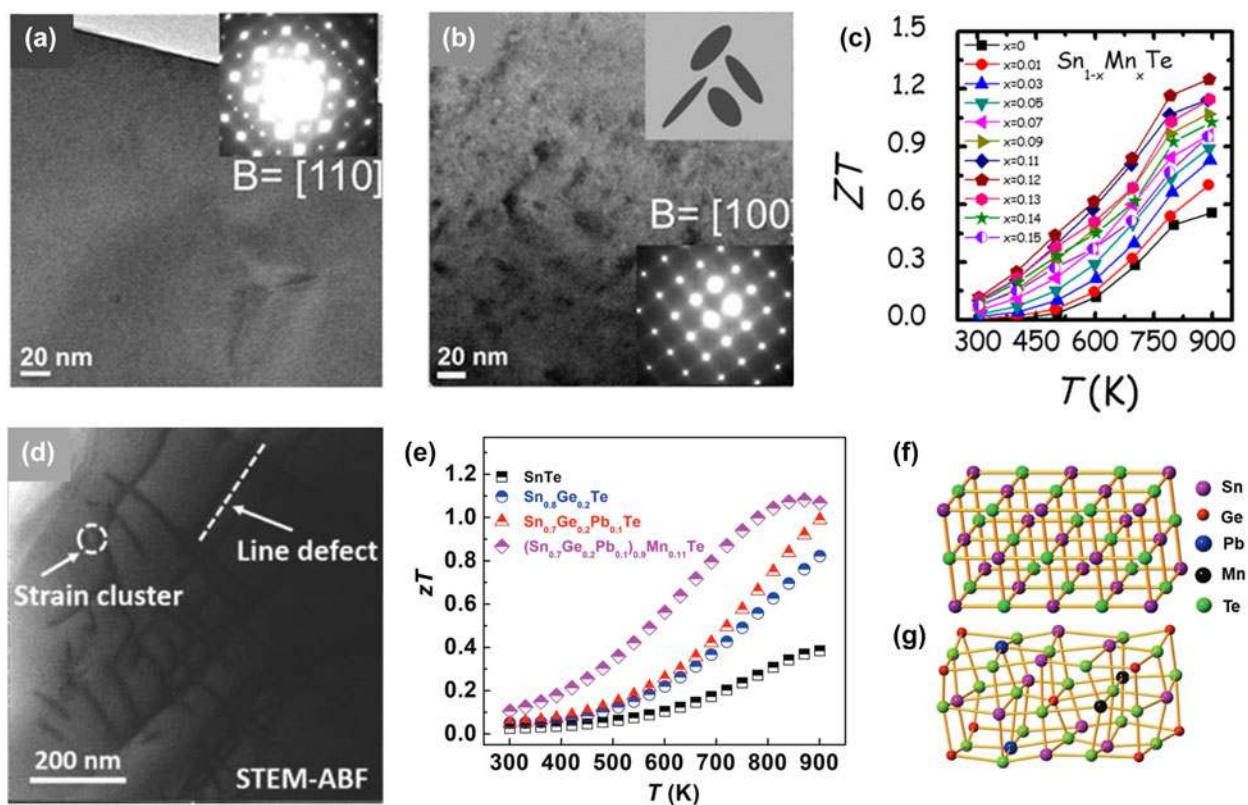 (a)
B= [110]
20 nm
(b)
B= [100]
20 nm
(c)
ZT
1.5
1.2
0.9
0.6
0.3
0.0
x=0
x=0.01
x=0.03
x=0.05
x=0.07
x=0.09
x=0.11
x=0.12
x=0.13
x=0.14
x=0.15
Sn1-xMnxTe
300 450 600 750 900
T (K)
(d)
Strain cluster
Line defect
200 nm
STEM-ABF
(e)
zT
1.2
1.0
0.8
0.6
0.4
0.2
0.0
SnTe
Sn0.8Ge0.2Te
Sn0.7Ge0.2Pb0.1Te
(Sn0.7Ge0.2Pb0.1)0.9Mn0.11Te
300 400 500 600 700 800 900
T (K)
(f)
Sn
Ge
Pb
Mn
Te
(g)